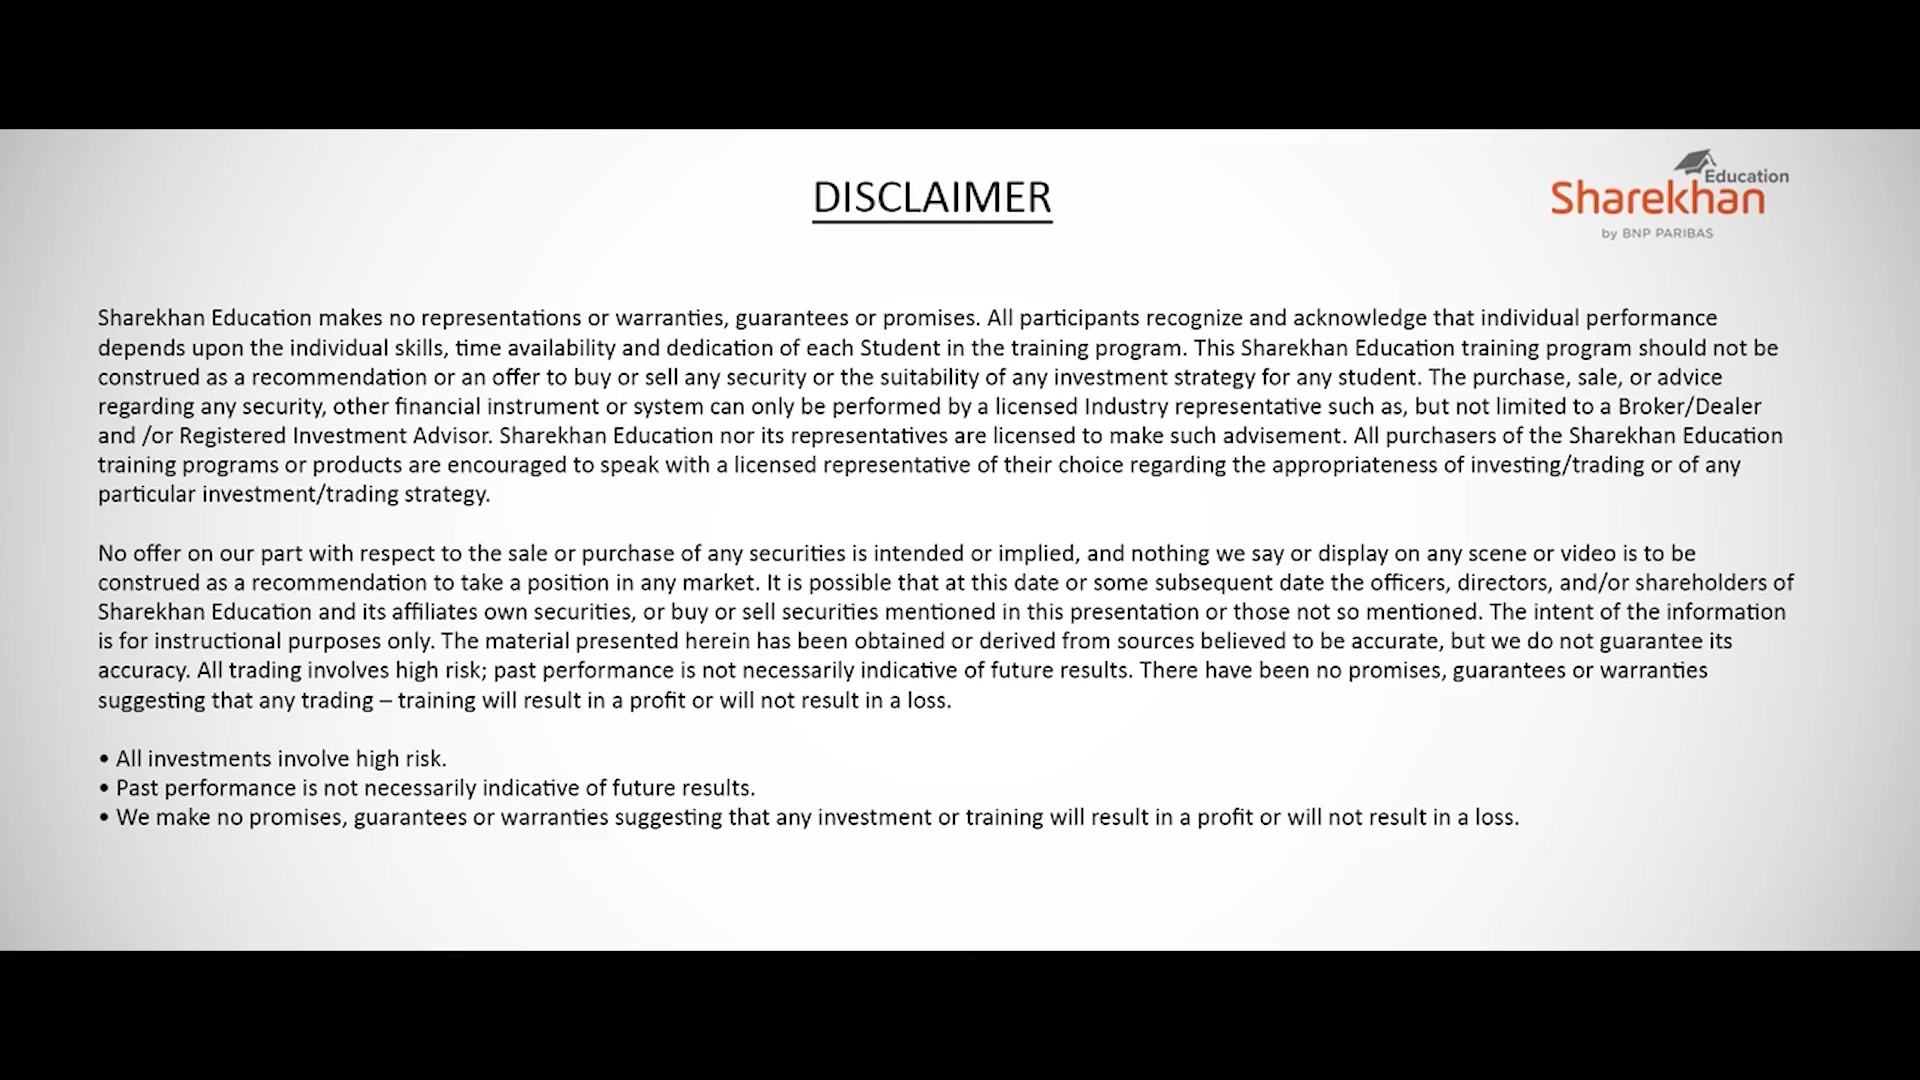 DISCLAIMER
Education
Sharekhan
by BNP PARIBAS
Sharekhan Education makes no representations or warranties, guarantees or promises. All participants recognize and acknowledge that individual performance
depends upon the individual skills, time availability and dedication of each Student in the training program. This Sharekhan Education training program should not be
construed as a recommendation or an offer to buy or sell any security or the suitability of any investment strategy for any student. The purchase, sale, or advice
regarding any security, other financial instrument or system can only be performed by a licensed Industry representative such as, but not limited to a Broker/Dealer
and /or Registered Investment Advisor. Sharekhan Education nor its representatives are licensed to make such advisement. All purchasers of the Sharekhan Education
training programs or products are encouraged to speak with a licensed representative of their choice regarding the appropriateness of investing/trading or of any
particular investment/trading strategy.
No offer on our part with respect to the sale or purchase of any securities is intended or implied, and nothing we say or display on any scene or video is to be
construed as a recommendation to take a position in any market. It is possible that at this date or some subsequent date the officers, directors, and/or shareholders of
Sharekhan Education and its affiliates own securities, or buy or sell securities mentioned in this presentation or those not so mentioned. The intent of the information
is for instructional purposes only. The material presented herein has been obtained or derived from sources believed to be accurate, but we do not guarantee its
accuracy. All trading involves high risk; past performance is not necessarily indicative of future results. There have been no promises, guarantees or warranties
suggesting that any trading – training will result in a profit or will not result in a loss.
• All investments involve high risk.
• Past performance is not necessarily indicative of future results.
• We make no promises, guarantees or warranties suggesting that any investment or training will result in a profit or will not result in a loss.